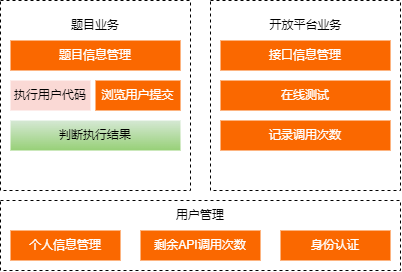 题目业务
题目信息管理
执行用户代码
浏览用户提交
判断执行结果
开放平台业务
接口信息管理
在线测试
记录调用次数
用户管理
个人信息管理
剩余API调用次数
身份认证